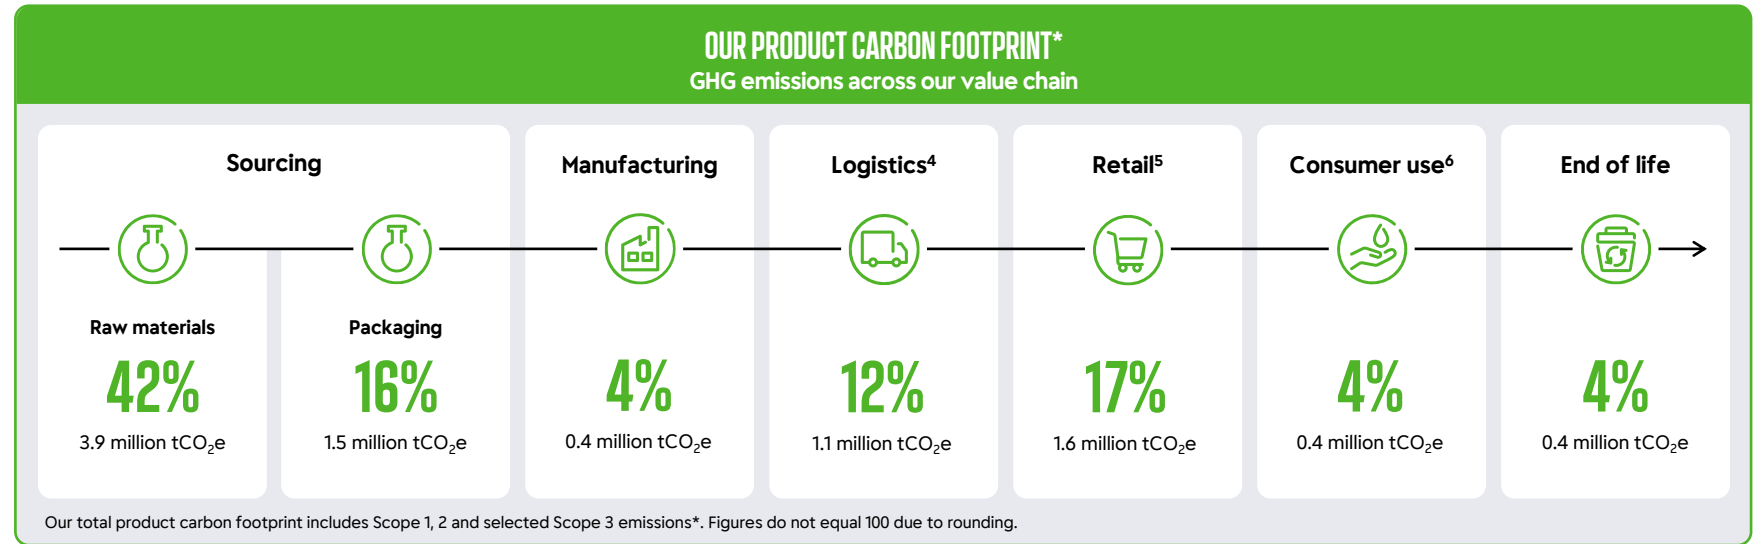 OUR PRODUCT CARBON FOOTPRINT*
GHG emissions across our value chain
Sourcing
Raw materials
42%
3.9 million tCO₂e
Packaging
16%
1.5 million tCO₂e
Manufacturing
4%
0.4 million tCO₂e
Logistics⁴
12%
1.1 million tCO₂e
Retail⁵
17%
1.6 million tCO₂e
Consumer use⁶
4%
0.4 million tCO₂e
End of life
4%
0.4 million tCO₂e
Our total product carbon footprint includes Scope 1, 2 and selected Scope 3 emissions*. Figures do not equal 100 due to rounding.